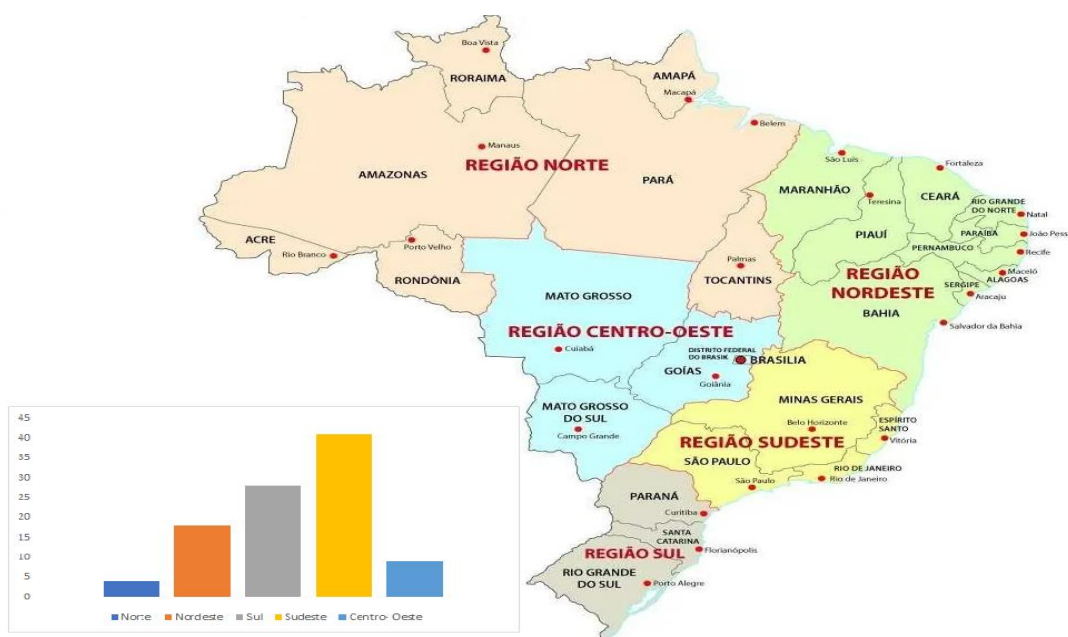 Boa Vista
RORAIMA
AMAPÁ
Macapá
Belem
Manaus
REGIÃO NORTE
AMAZONAS
PARÁ
São Luís
Fortaleza
MARANHÃO
Teresina
CEARÁ
RIO GRANDE
DO NORTE
Natal
PIAUÍ
PARAÍBA
João Pess
ACRE
Rio Branco
Porto Velho
PERNAMBUCO
Recife
RONDÔNIA
Palmas
TOCANTINS
REGIÃO
NORDESTE
Maceió
ALAGOAS
SERGIPE
Aracaju
MATO GROSSO
BAHIA
Salvador da Bahia
REGIÃO CENTRO-OESTE
Cuiabá
DISTRITO FEDERAL
DO BRASIK
BRASILIA
GOÍAS
Goiânia
MINAS GERAIS
MATO GROSSO
DO SUL
Campo Grande
Belo Horizonte
ESPÍRITO
SANTO
Vitória
REGIÃO SUDESTE
SÃO PAULO
RIO DE JANEIRO
Rio de Janeiro
São Paulo
PARANÁ
Curitiba
SANTA
CATARINA
Florianópolis
REGIÃO SUL
RIO GRANDE
DO SUL
Porto Alegre
45
40
35
30
25
20
15
10
5
0
Norte Nordeste Sul Sudeste Centro- Oeste